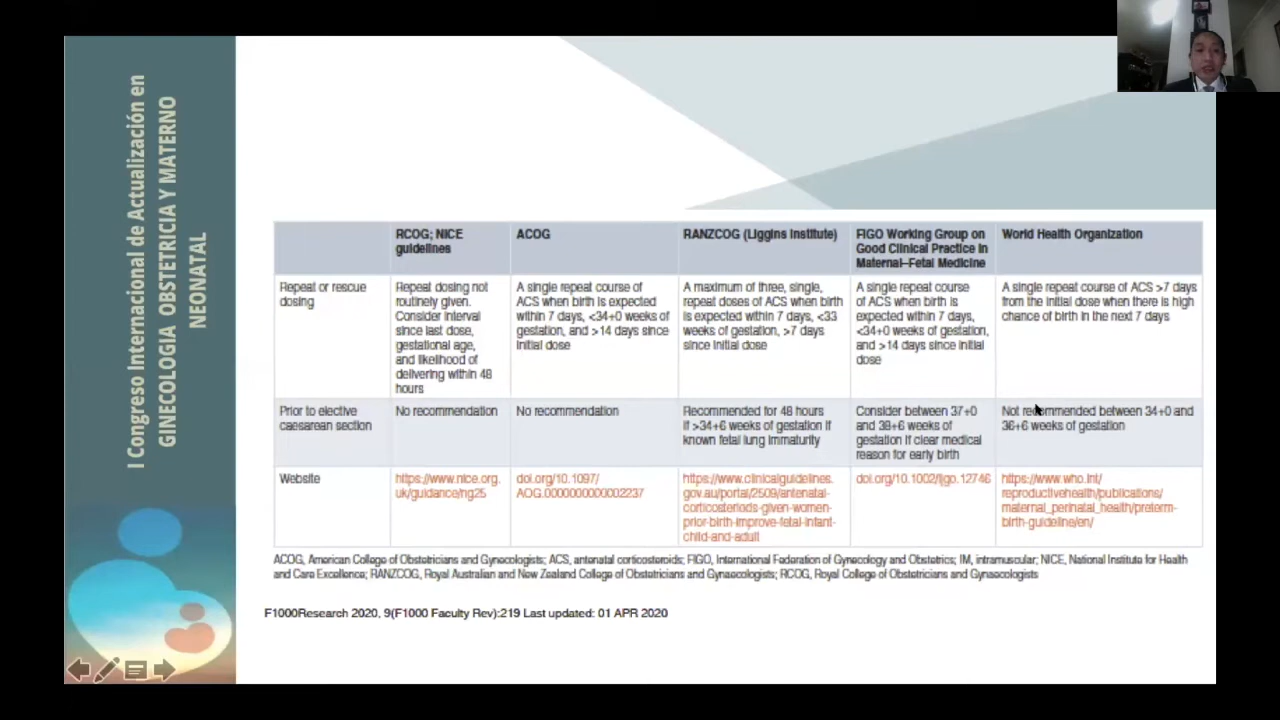 I Congreso Internacional de Actualización en
GINECOLOGIA OBSTETRICIA Y MATERNO
NEONATAL
RCOG; NICE
guidelines
ACOG
RANZCOG (Liggins Institute)
FIGO Working Group on
Good Clinical Practice in
Maternal–Fetal Medicine
World Health Organization
Repeat or rescue
dosing
Repeat dosing not
routinely given.
Consider interval
since last dose,
gestational age,
and likelihood of
delivering within 48
hours
A single repeat course of
ACS when birth is expected
within 7 days, <34+0 weeks of
gestation, and >14 days since
initial dose
A maximum of three, single,
repeat doses of ACS when birth
is expected within 7 days, <33
weeks of gestation, >7 days
since initial dose
A single repeat course
of ACS when birth is
expected within 7 days,
<34+0 weeks of gestation,
and >14 days since initial
dose
A single repeat course of ACS >7 days
from the initial dose when there is high
chance of birth in the next 7 days
Prior to elective
caesarean section
No recommendation
No recommendation
Recommended for 48 hours
if >34+6 weeks of gestation if
known fetal lung immaturity
Consider between 37+0
and 38+6 weeks of
gestation if clear medical
reason for early birth
Not recommended between 34+0 and
36+6 weeks of gestation
Website
https://www.nice.org.
uk/guidance/ng25
doi.org/10.1097/
AOG.0000000000002237
https://www.clinicalguidelines.
gov.au/portal/2509/antenatal-
corticosteriods-given-women-
prior-birth-improve-fetal-infant-
child-and-adult
doi.org/10.1002/ijgo.12746
https://www.who.int/
reproductivehealth/publications/
maternal_perinatal_health/preterm-
birth-guideline/en/
ACOG, American College of Obstetricians and Gynecologists; ACS, antenatal corticosteroids; FIGO, International Federation of Gynecology and Obstetrics; IM, intramuscular; NICE, National Institute for Health
and Care Excellence; RANZCOG, Royal Australian and New Zealand College of Obstetricians and Gynaecologists; RCOG, Royal College of Obstetricians and Gynaecologists
F1000Research 2020, 9(F1000 Faculty Rev):219 Last updated: 01 APR 2020